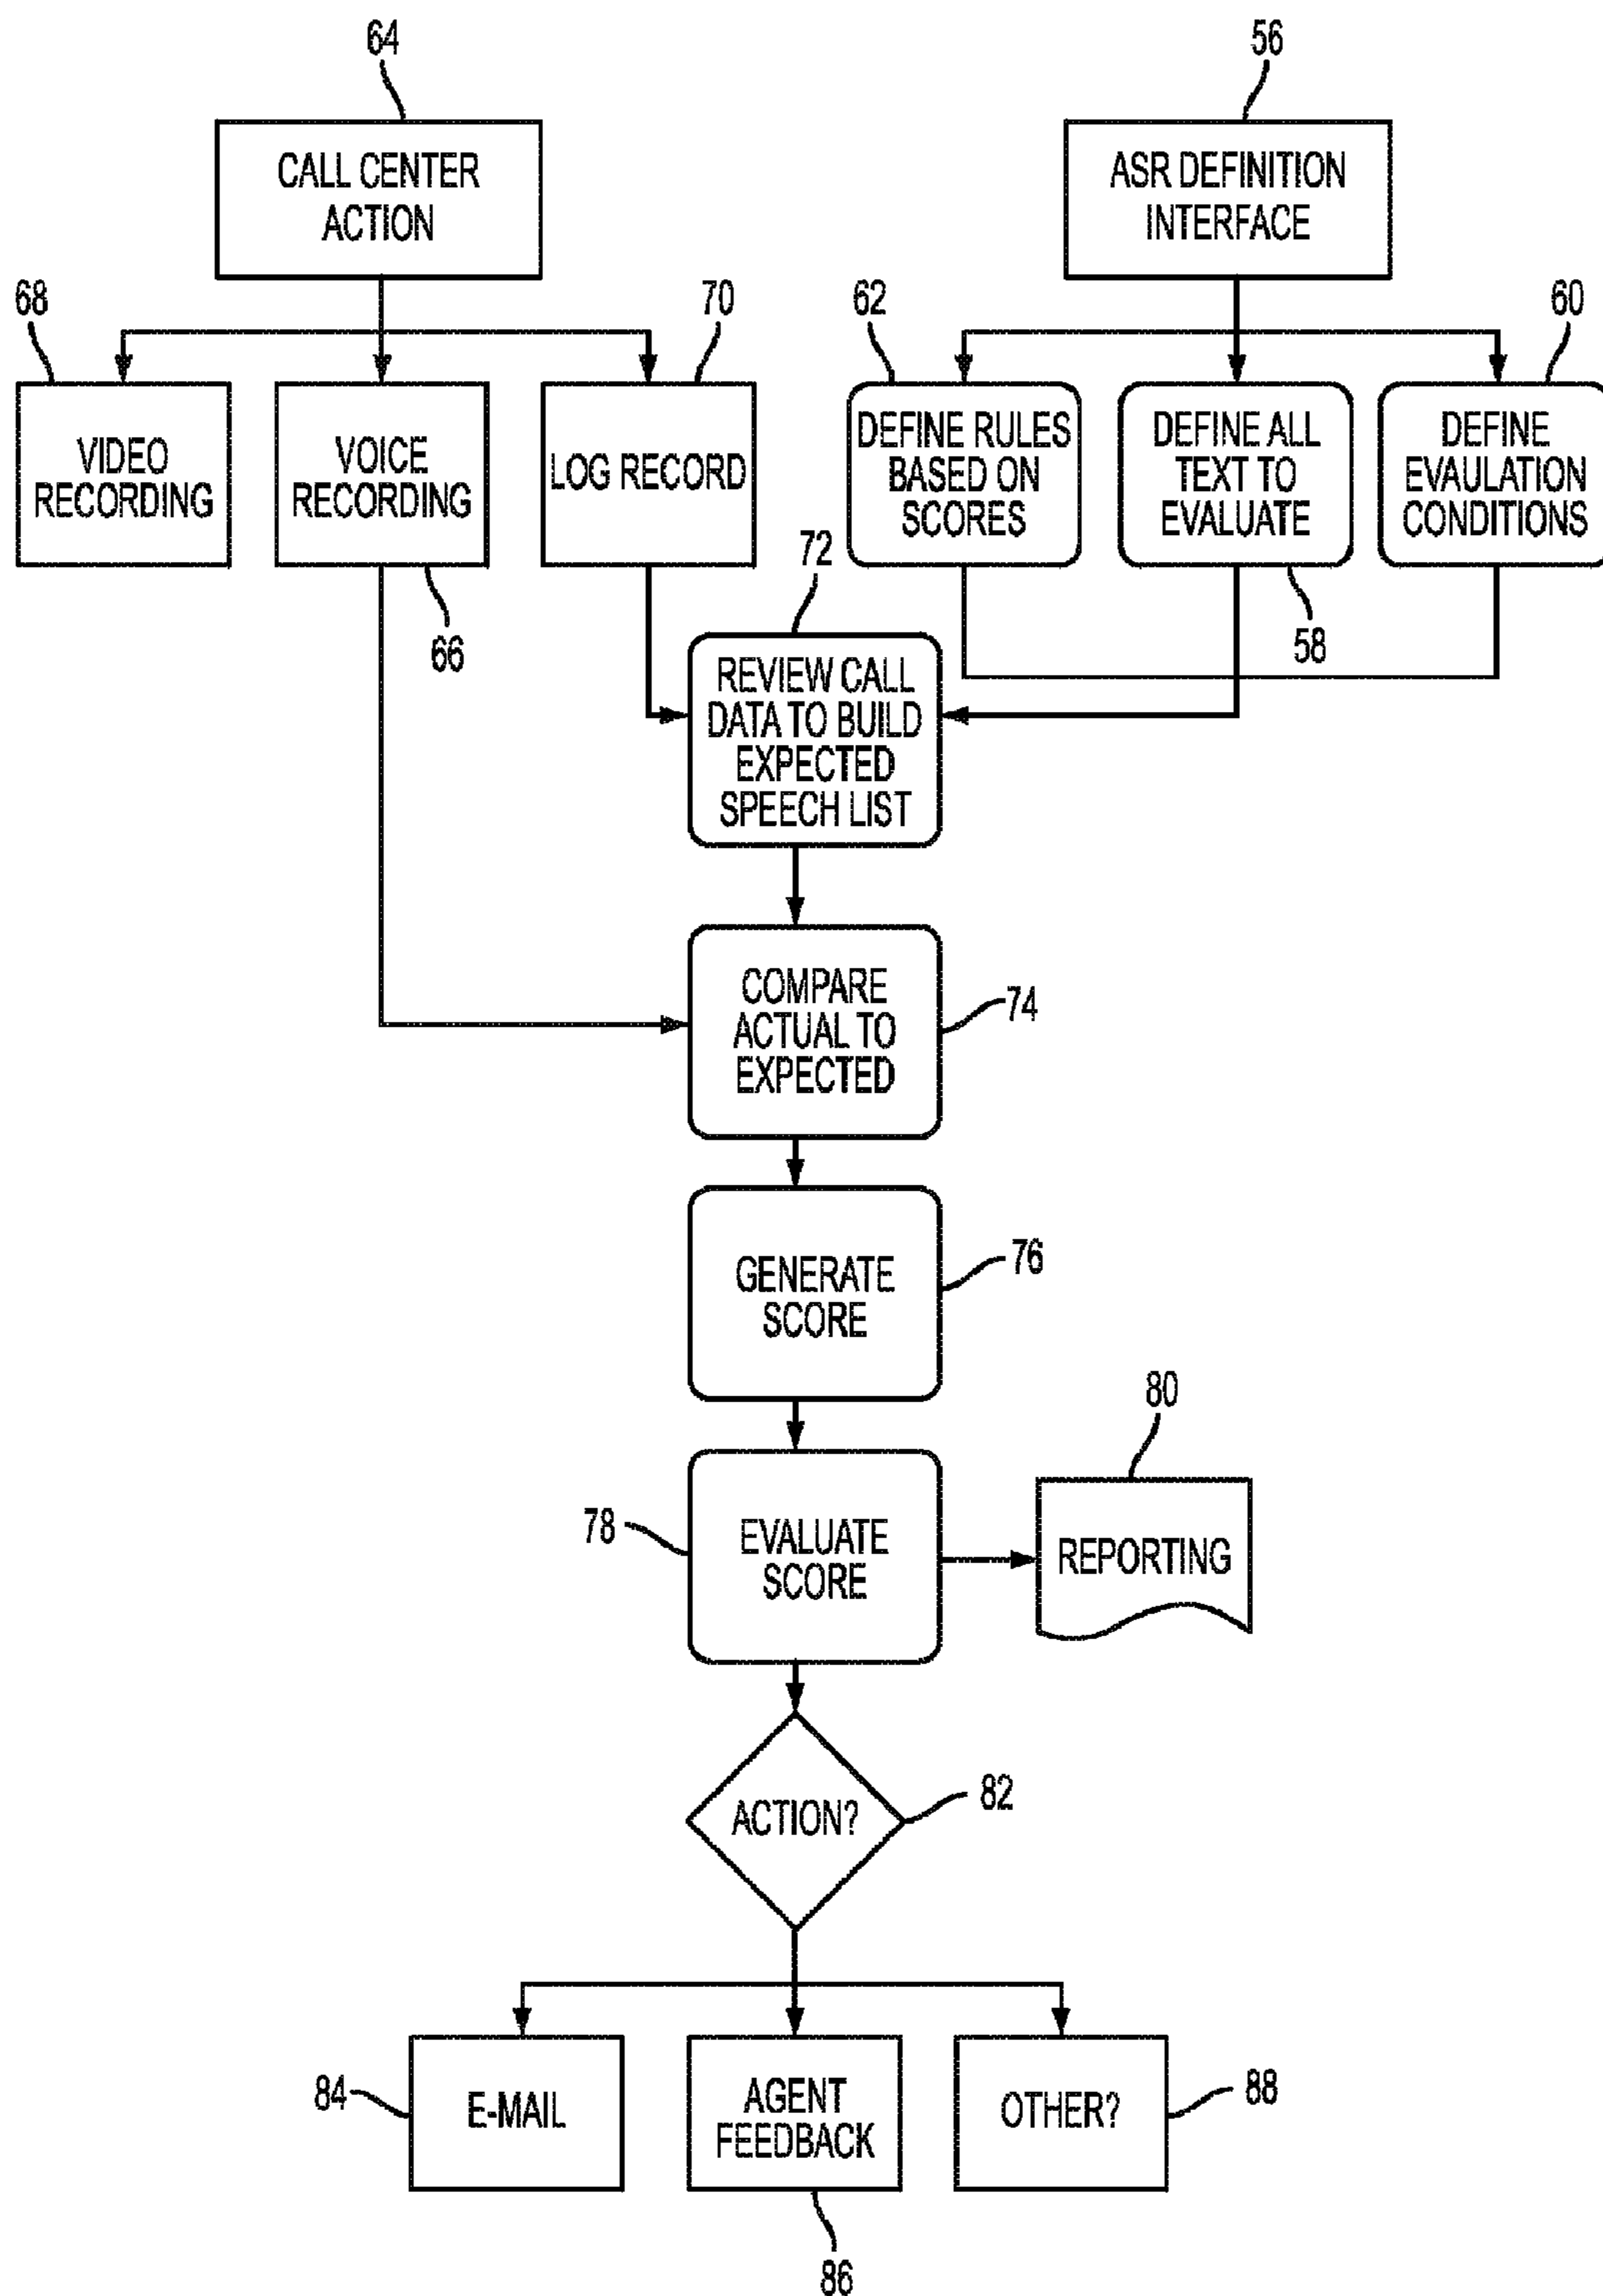 64
56
CALL CENTER
ACTION
ASR DEFINITION
INTERFACE
68
70
62
60
VIDEO
RECORDING
VOICE
RECORDING
LOG RECORD
DEFINE RULES
BASED ON
SCORES
DEFINE ALL
TEXT TO
EVALUATE
DEFINE
EVAULATION
CONDITIONS
72
66
58
REVIEW CALL
DATA TO BUILD
EXPECTED
SPEECH LIST
COMPARE
ACTUAL TO
EXPECTED
74
GENERATE
SCORE
76
80
78
EVALUATE
SCORE
REPORTING
ACTION?
82
84
E-MAIL
AGENT
FEEDBACK
OTHER?
88
86